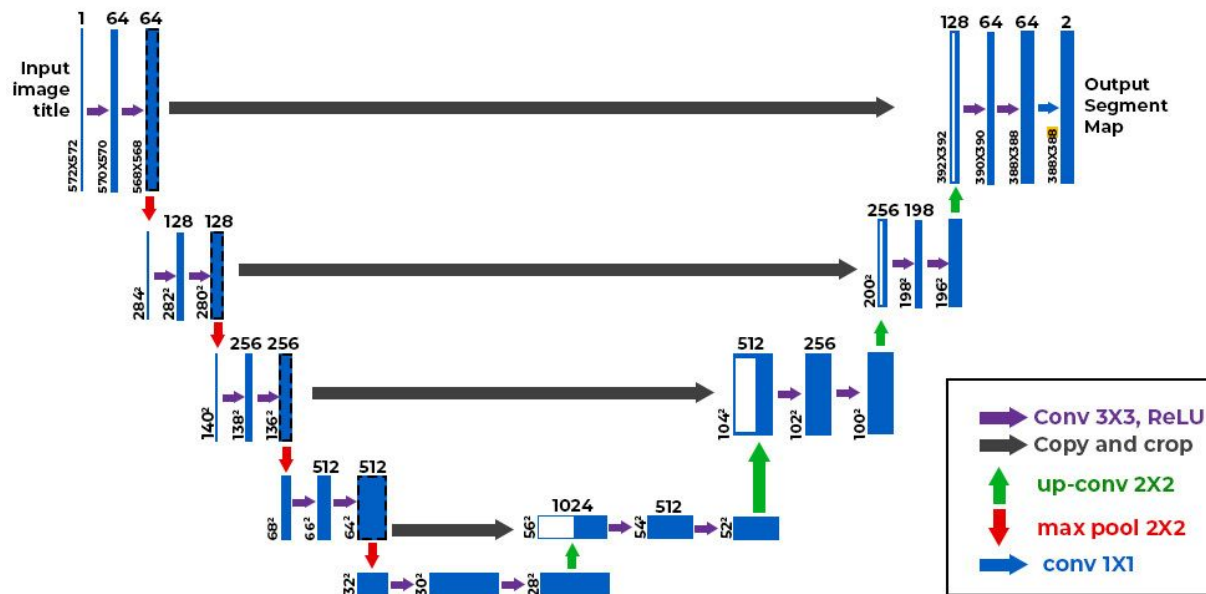 1 64 64
128 64 64 2
Input
image
title
Output
Segment
Map
572X572
570X570
568X568
392X392
390X390
388X388
388X388
128 128
256 198
284²
282²
280²
200²
198²
196²
256 256
512
256
140²
138²
136²
104²
102²
100²
512 512
1024
512
68²
66²
64²
56²
54²
52²
32²
30²
28²
Conv 3X3, ReLU
Copy and crop
up-conv 2X2
max pool 2X2
conv 1X1